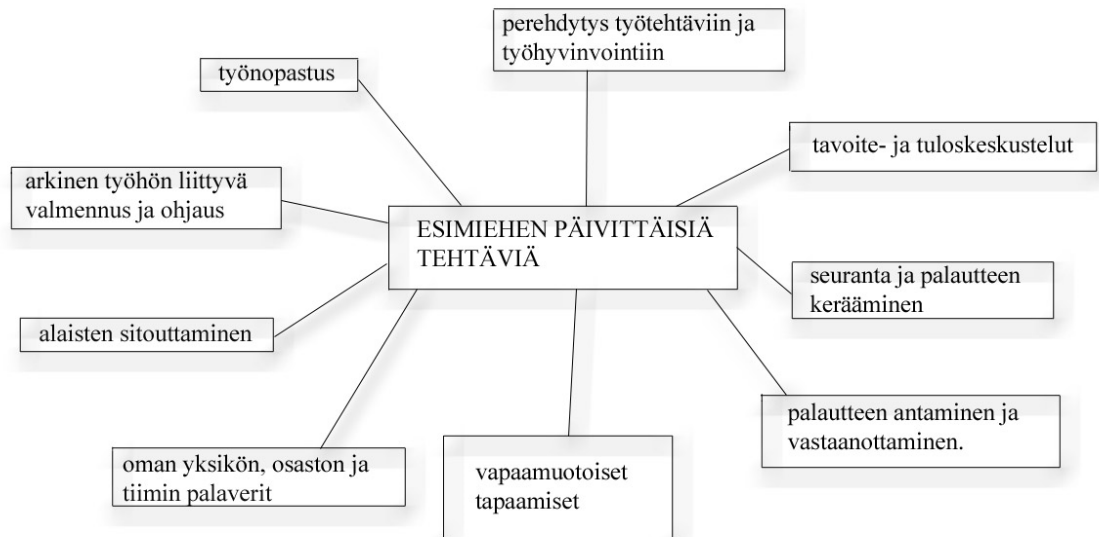 perehdytys työtehtäviin ja
työhyvinvointiin
työnopastus
tavoite- ja tuloskeskustelut
arkinen työhön liittyvä
valmennus ja ohjaus
ESIMIEHEN PÄIVITTÄISIÄ
TEHTÄVIÄ
seuranta ja palautteen
kerääminen
alaisten sitouttaminen
palautteen antaminen ja
vastaanottaminen.
oman yksikön, osaston ja
tiimin palaverit
vapaamuotoiset
tapaamiset